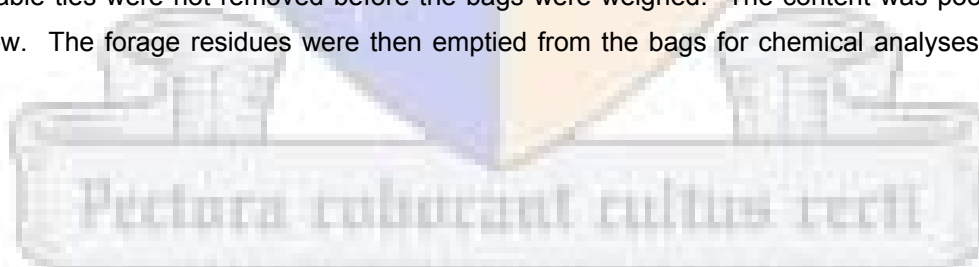 able ties were not removed before the bags were weighed. The content was poo
w. The forage residues were then emptied from the bags for chemical analyses
Pectora roborant cultus recti